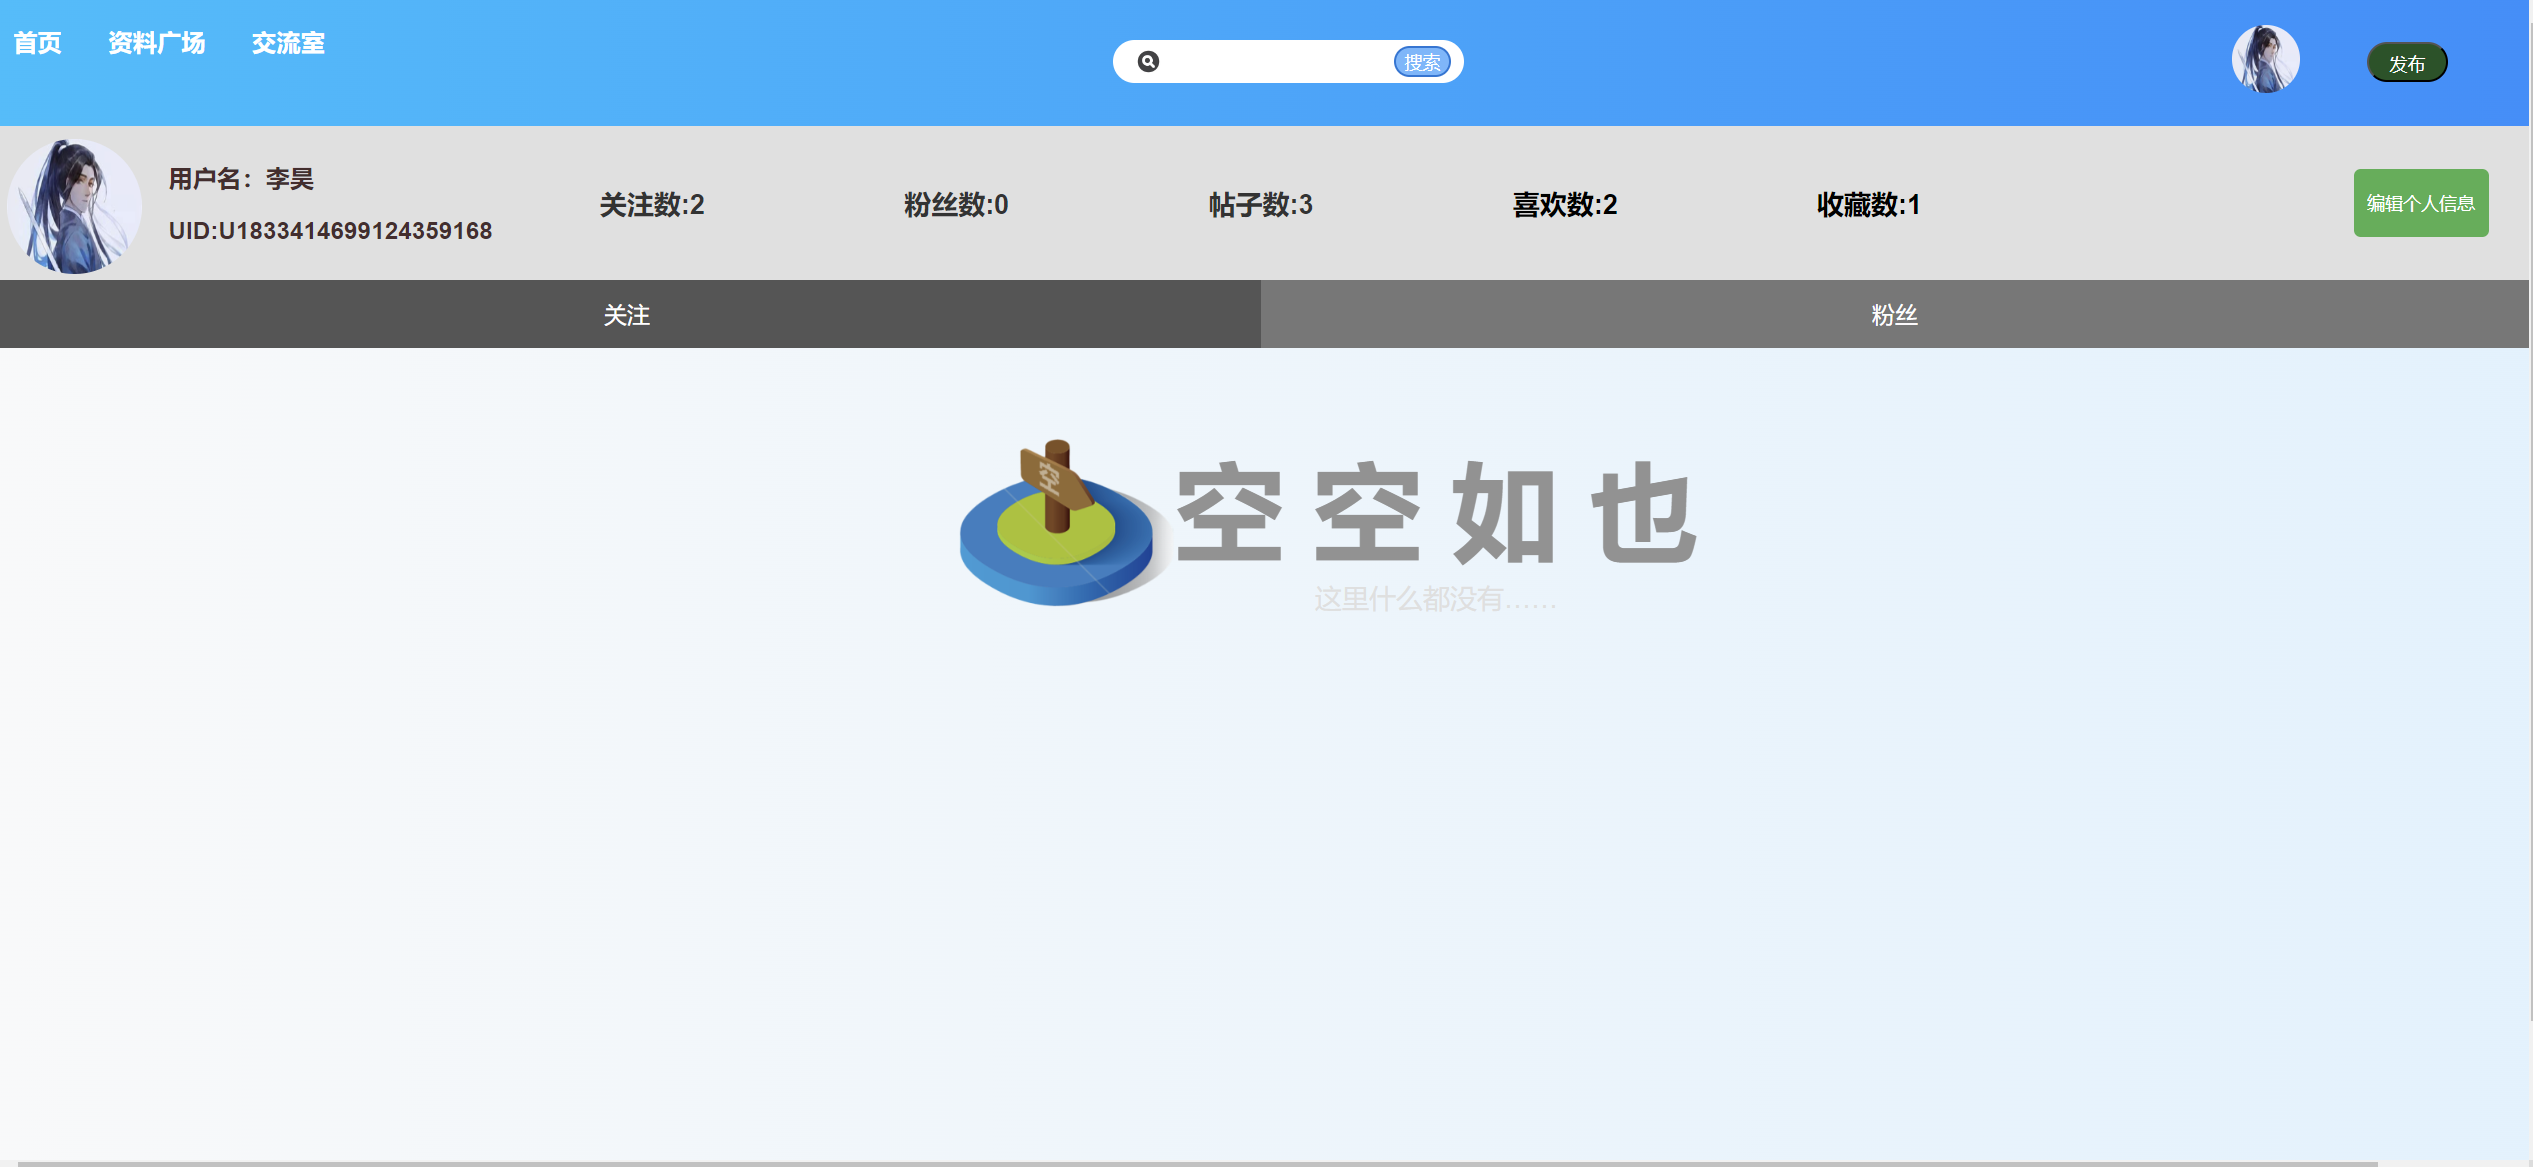 首页 资料广场 交流室
搜索
发布
用户名：李昊
UID:U1833414699124359168
关注数:2
粉丝数:0
帖子数:3
喜欢数:2
收藏数:1
编辑个人信息
关注
粉丝
空
空空如也
这里什么都没有……